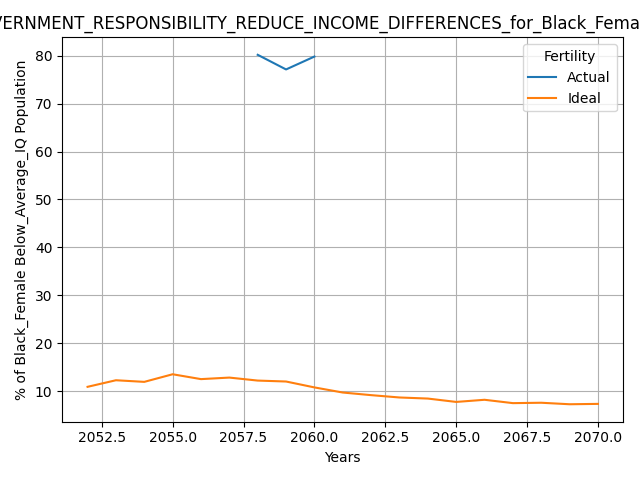 VERNMENT_RESPONSIBILITY_REDUCE_INCOME_DIFFERENCES_for_Black_Fema
Fertility
Actual
Ideal
80
70
60
50
40
30
20
10
% of Black_Female Below_Average_IQ Population
2052.5 2055.0 2057.5 2060.0 2062.5 2065.0 2067.5 2070.0
Years